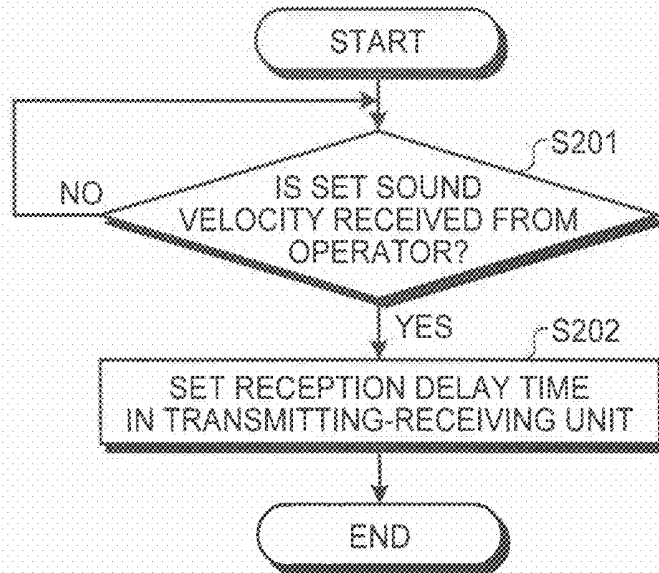 START
S201
NO
IS SET SOUND
VELOCITY RECEIVED FROM
OPERATOR?
YES
S202
SET RECEPTION DELAY TIME
IN TRANSMITTING-RECEIVING UNIT
END